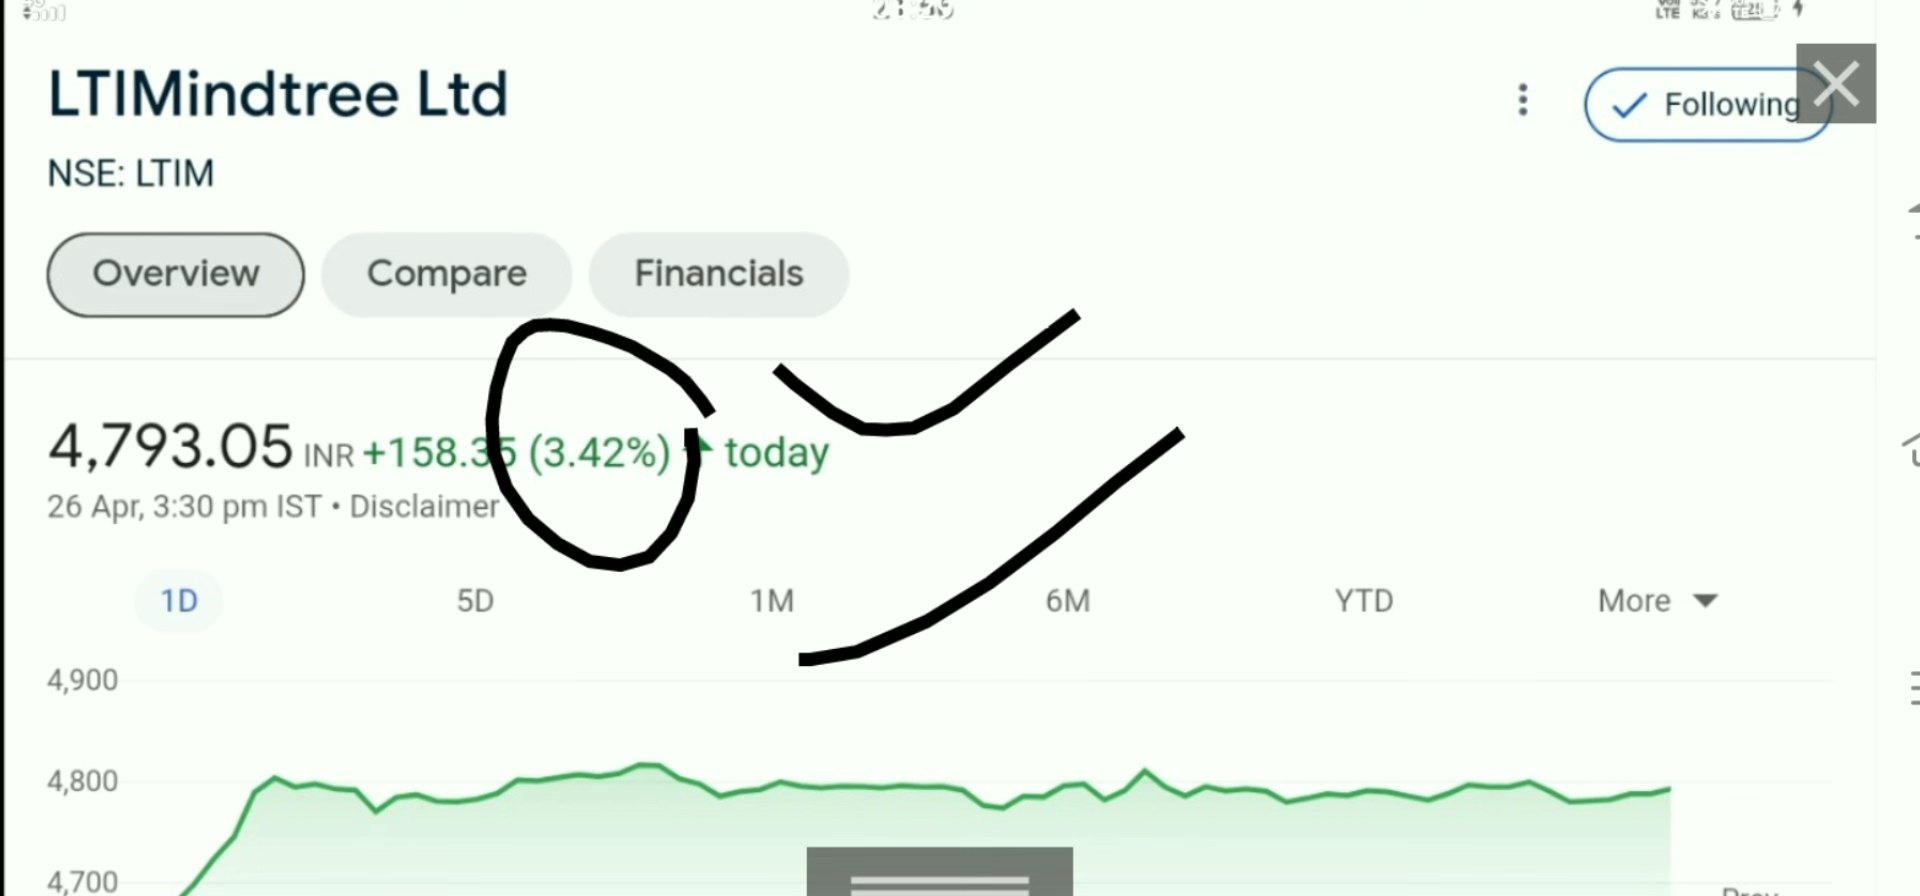 LTIMindtree Ltd
Following
NSE: LTIM
Overview Compare Financials
4,793.05 INR +158.35 (3.42%) today
26 Apr, 3:30 pm IST • Disclaimer
1D 5D 1M 6M YTD More
4,900
4,800
4,700